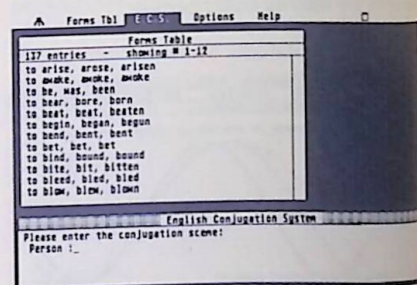 Forms Tbl E.C.S. Options Help
Forms Table
137 entries - showing # 1-12
to arise, arose, arisen
to awake, awoke, awoke
to be, was, been
to bear, bore, born
to beat, beat, beaten
to begin, began, begun
to bend, bent, bent
to bet, bet, bet
to bind, bound, bound
to bite, bit, bitten
to bleed, bled, bled
to blow, blew, blown
English Conjugation System
Please enter the conjugation scene:
Person :_